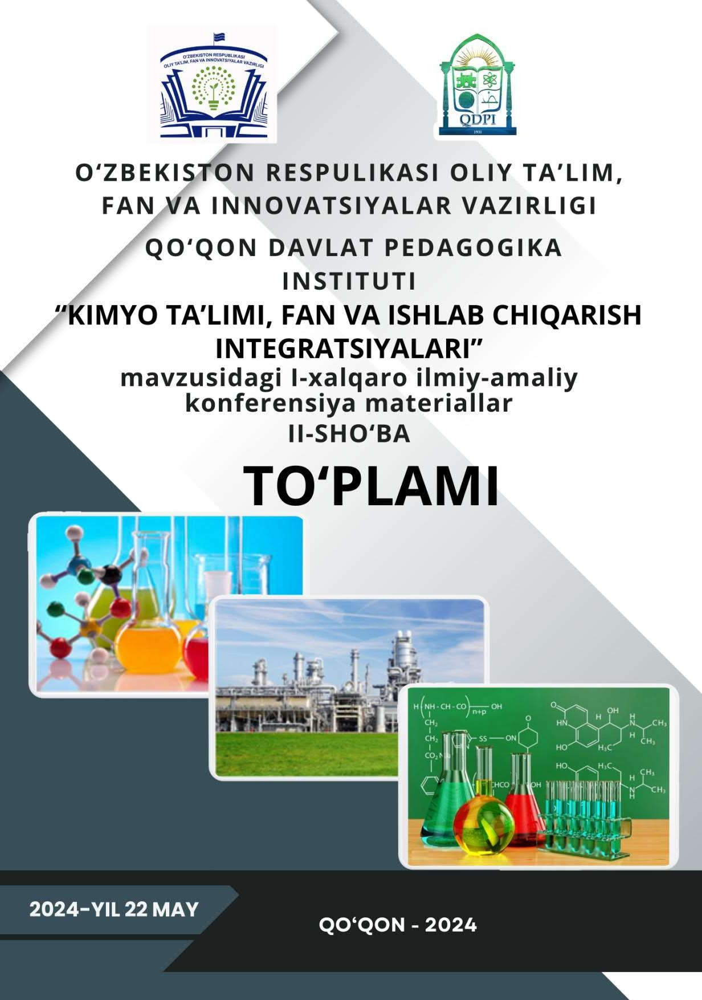 O‘ZBEKISTON RESPUBLIKASI
OLIY TA’LIM, FAN VA INNOVATSIYALAR VAZIRLIGI
QDPI
1931
O‘ZBEKISTON RESPULIKASI OLIY TA’LIM,
FAN VA INNOVATSIYALAR VAZIRLIGI
QO‘QON DAVLAT PEDAGOGIKA
INSTITUTI
“KIMYO TA’LIMI, FAN VA ISHLAB CHIQARISH
INTEGRATSIYALARI”
mavzusidagi I-xalqaro ilmiy-amaliy
konferensiya materiallar
II-SHO‘BA
TO‘PLAMI
H(NH - CH - CO)n+p OH
CH₂
CH₂
CO₂
SS ON
O
CHCO
OH
O
HN
HO
H
OH
H₃C
H
N
H
CH₃
CH₃
HO
H₃C
H
N
H
CH₃
CH₃
2024-YIL 22 MAY
QO‘QON - 2024